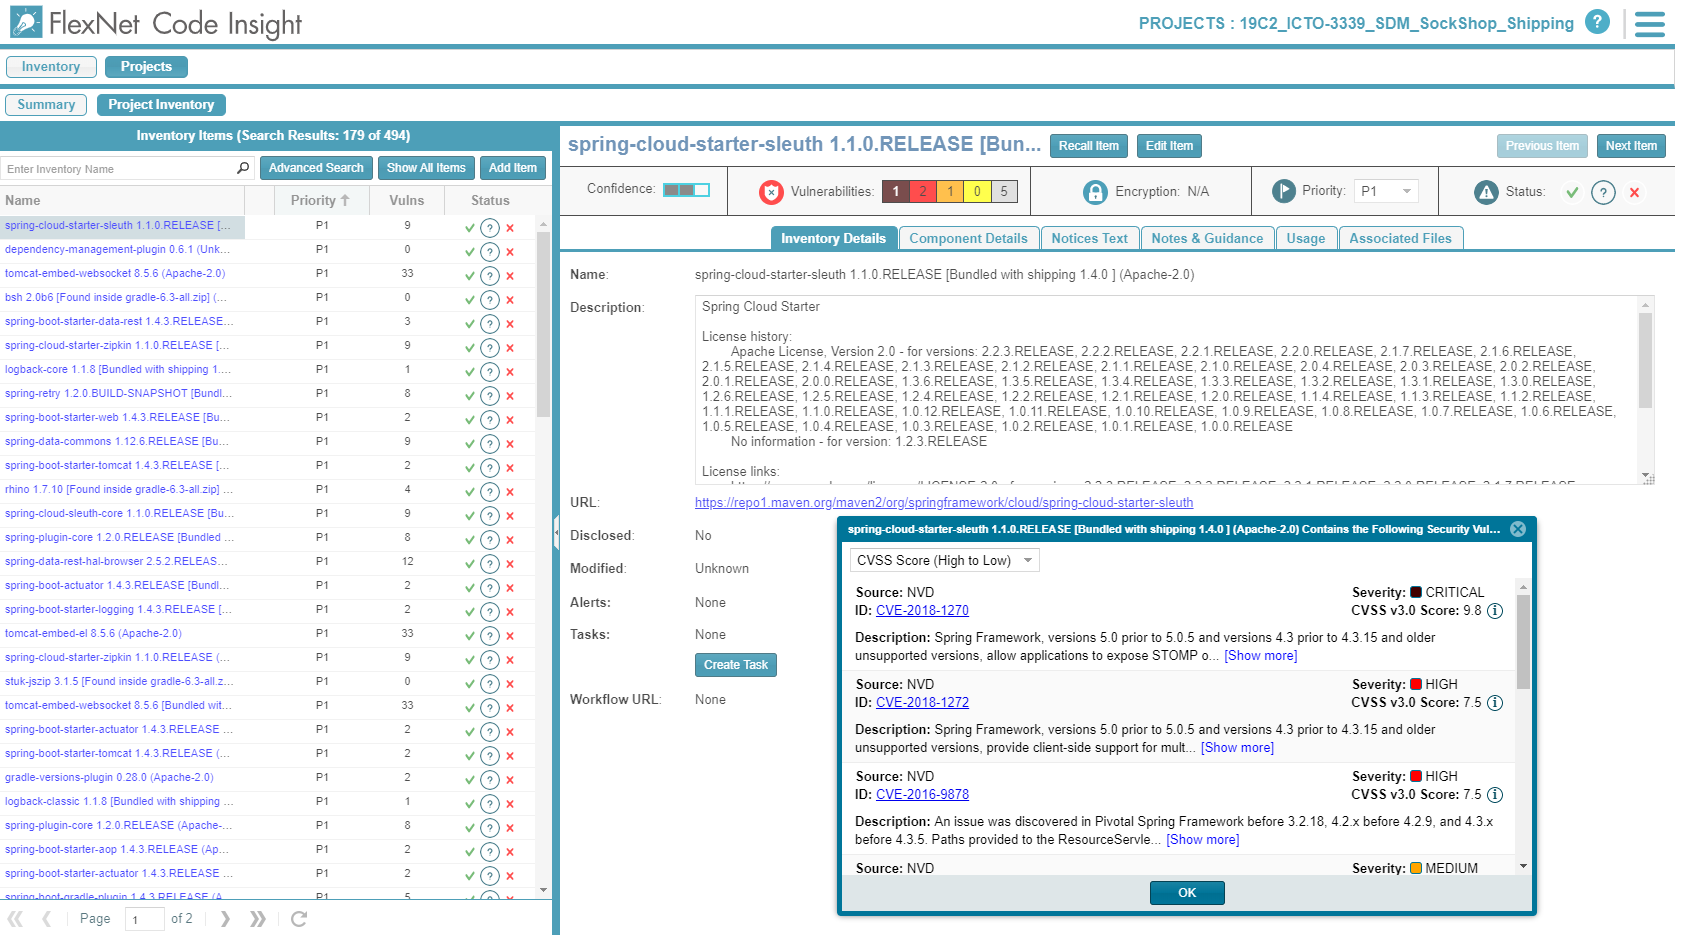 FlexNet Code Insight
PROJECTS : 19C2_ICTO-3339_SDM_SockShop_Shipping ?
Inventory Projects
Summary Project Inventory
Inventory Items (Search Results: 179 of 494)
Enter Inventory Name Advanced Search Show All Items Add Item
Name Priority Vulns Status
spring-cloud-starter-sleuth 1.1.0.RELEASE [... P1 9 ?
dependency-management-plugin 0.6.1 (Unk... P1 0 ?
tomcat-embed-websocket 8.5.6 (Apache-2.0) P1 33 ?
bsh 2.0b6 [Found inside gradle-6.3-all.zip] (... P1 0 ?
spring-boot-starter-data-rest 1.4.3.RELEASE... P1 3 ?
spring-cloud-starter-zipkin 1.1.0.RELEASE [... P1 9 ?
logback-core 1.1.8 [Bundled with shipping 1.... P1 1 ?
spring-retry 1.2.0.BUILD-SNAPSHOT [Bundl... P1 8 ?
spring-boot-starter-web 1.4.3.RELEASE [Bu... P1 2 ?
spring-data-commons 1.12.6.RELEASE [Bu... P1 9 ?
spring-boot-starter-tomcat 1.4.3.RELEASE [... P1 2 ?
rhino 1.7.10 [Found inside gradle-6.3-all.zip] ... P1 4 ?
spring-cloud-sleuth-core 1.1.0.RELEASE [Bu... P1 9 ?
spring-plugin-core 1.2.0.RELEASE [Bundled ... P1 8 ?
spring-data-rest-hal-browser 2.5.2.RELEAS... P1 12 ?
spring-boot-actuator 1.4.3.RELEASE [Bundl... P1 2 ?
spring-boot-starter-logging 1.4.3.RELEASE [... P1 2 ?
tomcat-embed-el 8.5.6 (Apache-2.0) P1 33 ?
spring-cloud-starter-zipkin 1.1.0.RELEASE (... P1 9 ?
stuk-jszip 3.1.5 [Found inside gradle-6.3-all.z... P1 0 ?
tomcat-embed-websocket 8.5.6 [Bundled wit... P1 33 ?
spring-boot-starter-actuator 1.4.3.RELEASE ... P1 2 ?
spring-boot-starter-tomcat 1.4.3.RELEASE (... P1 2 ?
gradle-versions-plugin 0.28.0 (Apache-2.0) P1 2 ?
logback-classic 1.1.8 [Bundled with shipping ... P1 1 ?
spring-plugin-core 1.2.0.RELEASE (Apache-... P1 8 ?
spring-boot-starter-aop 1.4.3.RELEASE (Ap... P1 2 ?
spring-boot-starter-actuator 1.4.3.RELEASE ... P1 2 ?
spring-boot-gradle-plugin 1.4.3.RELEASE (A... P1 5 ?
Page 1 of 2
spring-cloud-starter-sleuth 1.1.0.RELEASE [Bun... Recall Item Edit Item Previous Item Next Item
Confidence: Vulnerabilities: 1 2 1 0 5 Encryption: N/A Priority: P1 Status: ?
Inventory Details Component Details Notices Text Notes & Guidance Usage Associated Files
Name: spring-cloud-starter-sleuth 1.1.0.RELEASE [Bundled with shipping 1.4.0 ] (Apache-2.0)
Description: Spring Cloud Starter
License history:
Apache License, Version 2.0 - for versions: 2.2.3.RELEASE, 2.2.2.RELEASE, 2.2.1.RELEASE, 2.2.0.RELEASE, 2.1.7.RELEASE, 2.1.6.RELEASE,
2.1.5.RELEASE, 2.1.4.RELEASE, 2.1.3.RELEASE, 2.1.2.RELEASE, 2.1.1.RELEASE, 2.1.0.RELEASE, 2.0.4.RELEASE, 2.0.3.RELEASE, 2.0.2.RELEASE,
2.0.1.RELEASE, 2.0.0.RELEASE, 1.3.6.RELEASE, 1.3.5.RELEASE, 1.3.4.RELEASE, 1.3.3.RELEASE, 1.3.2.RELEASE, 1.3.1.RELEASE, 1.3.0.RELEASE,
1.2.6.RELEASE, 1.2.5.RELEASE, 1.2.4.RELEASE, 1.2.2.RELEASE, 1.2.1.RELEASE, 1.2.0.RELEASE, 1.1.4.RELEASE, 1.1.3.RELEASE, 1.1.2.RELEASE,
1.1.1.RELEASE, 1.1.0.RELEASE, 1.0.12.RELEASE, 1.0.11.RELEASE, 1.0.10.RELEASE, 1.0.9.RELEASE, 1.0.8.RELEASE, 1.0.7.RELEASE, 1.0.6.RELEASE,
1.0.5.RELEASE, 1.0.4.RELEASE, 1.0.3.RELEASE, 1.0.2.RELEASE, 1.0.1.RELEASE, 1.0.0.RELEASE
No information - for version: 1.2.3.RELEASE
License links:
URL: https://repo1.maven.org/maven2/org/springframework/cloud/spring-cloud-starter-sleuth
Disclosed: No
Modified: Unknown
Alerts: None
Tasks: None
Create Task
Workflow URL: None
spring-cloud-starter-sleuth 1.1.0.RELEASE [Bundled with shipping 1.4.0 ] (Apache-2.0) Contains the Following Security Vul...
CVSS Score (High to Low)
Source: NVD Severity: CRITICAL
ID: CVE-2018-1270 CVSS v3.0 Score: 9.8 i
Description: Spring Framework, versions 5.0 prior to 5.0.5 and versions 4.3 prior to 4.3.15 and older
unsupported versions, allow applications to expose STOMP o... [Show more]
Source: NVD Severity: HIGH
ID: CVE-2018-1272 CVSS v3.0 Score: 7.5 i
Description: Spring Framework, versions 5.0 prior to 5.0.5 and versions 4.3 prior to 4.3.15 and older
unsupported versions, provide client-side support for mult... [Show more]
Source: NVD Severity: HIGH
ID: CVE-2016-9878 CVSS v3.0 Score: 7.5 i
Description: An issue was discovered in Pivotal Spring Framework before 3.2.18, 4.2.x before 4.2.9, and 4.3.x
before 4.3.5. Paths provided to the ResourceServle... [Show more]
Source: NVD Severity: MEDIUM
OK